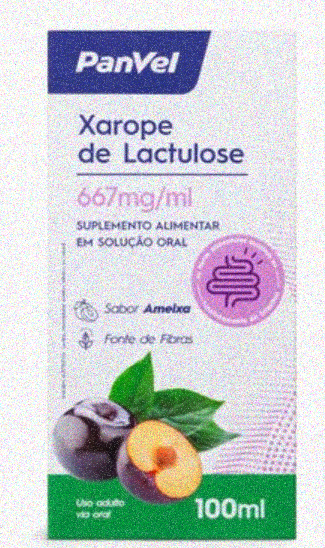 PanVel
Xarope
de Lactulose
667mg/ml
SUPLEMENTO ALIMENTAR
EM SOLUÇÃO ORAL
Sabor Ameixa
Fonte de Fibras
Uso adulto
via oral
100ml